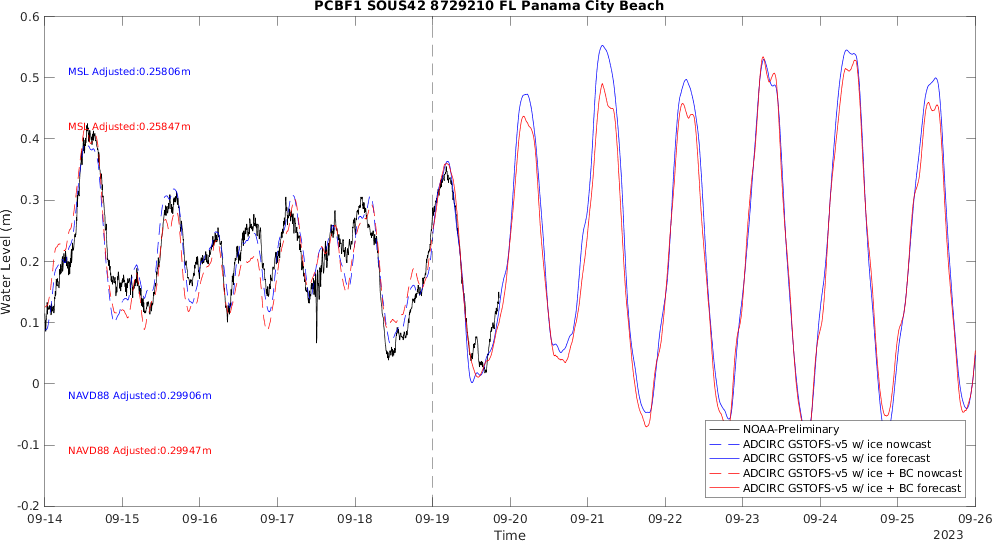 PCBF1 SOUS42 8729210 FL Panama City Beach
0.6
0.5
0.4
0.3
0.2
0.1
0
-0.1
-0.2
Water Level (m)
MSL Adjusted:0.25806m
MSL Adjusted:0.25847m
NAVD88 Adjusted:0.29906m
NAVD88 Adjusted:0.29947m
NOAA-Preliminary
ADCIRC GSTOFS-v5 w/ ice nowcast
ADCIRC GSTOFS-v5 w/ ice forecast
ADCIRC GSTOFS-v5 w/ ice + BC nowcast
ADCIRC GSTOFS-v5 w/ ice + BC forecast
09-14 09-15 09-16 09-17 09-18 09-19 09-20 09-21 09-22 09-23 09-24 09-25 09-26
Time
2023